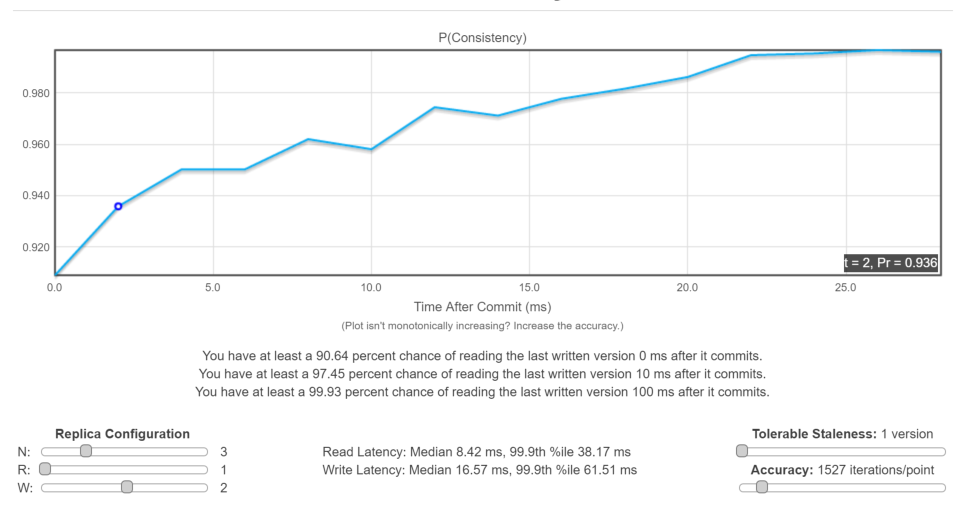 P(Consistency)
0.980
0.960
0.940
0.920
t = 2, Pr = 0.936
0.0 5.0 10.0 15.0 20.0 25.0
Time After Commit (ms)
(Plot isn't monotonically increasing? Increase the accuracy.)
You have at least a 90.64 percent chance of reading the last written version 0 ms after it commits.
You have at least a 97.45 percent chance of reading the last written version 10 ms after it commits.
You have at least a 99.93 percent chance of reading the last written version 100 ms after it commits.
Replica Configuration
N: 3
R: 1
W: 2
Read Latency: Median 8.42 ms, 99.9th %ile 38.17 ms
Write Latency: Median 16.57 ms, 99.9th %ile 61.51 ms
Tolerable Staleness: 1 version
Accuracy: 1527 iterations/point